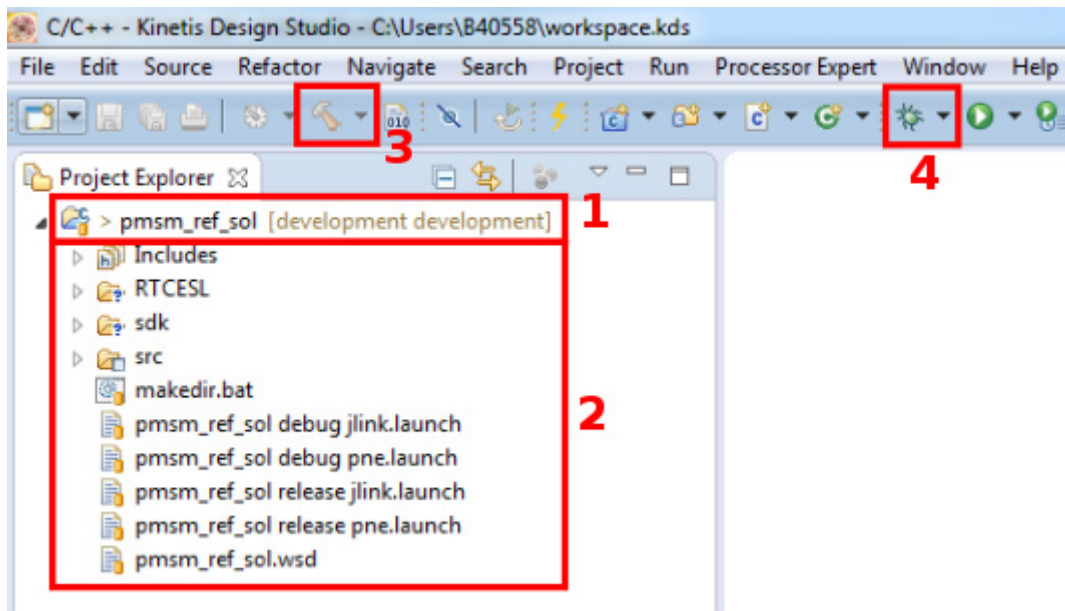 C/C++ - Kinetis Design Studio - C:\Users\B40558\workspace.kds
File Edit Source Refactor Navigate Search Project Run Processor Expert Window Help
010
3
4
Project Explorer
> pmsm_ref_sol [development development]
1
Includes
RTCESL
sdk
src
makedir.bat
pmsm_ref_sol debug jlink.launch
2
pmsm_ref_sol debug pne.launch
pmsm_ref_sol release jlink.launch
pmsm_ref_sol release pne.launch
pmsm_ref_sol.wsd